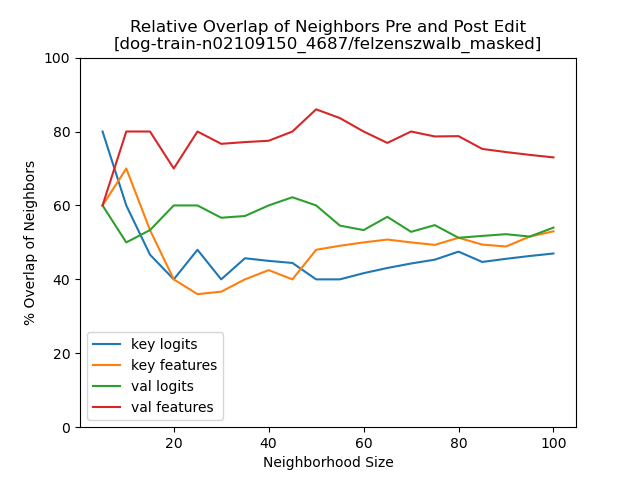 Relative Overlap of Neighbors Pre and Post Edit
[dog-train-n02109150_4687/felzenszwalb_masked]
100
80
60
40
20
0
% Overlap of Neighbors
key logits
key features
val logits
val features
20 40 60 80 100
Neighborhood Size